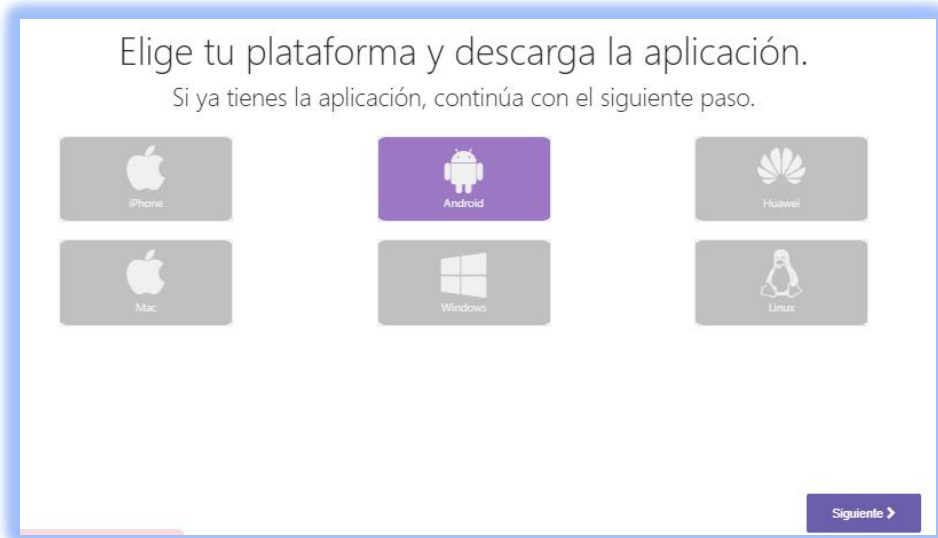 Elige tu plataforma y descarga la aplicación.
Si ya tienes la aplicación, continúa con el siguiente paso.
iPhone
Android
Huawei
Mac
Windows
Linux
Siguiente